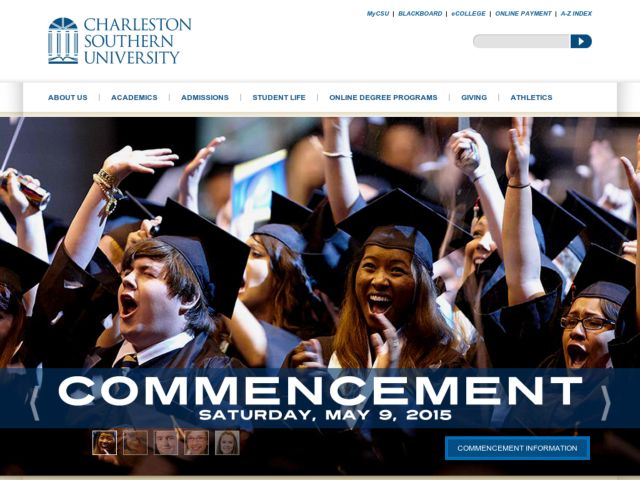 CHARLESTON
SOUTHERN
UNIVERSITY
MyCSU | BLACKBOARD | eCOLLEGE | ONLINE PAYMENT | A-Z INDEX
ABOUT US | ACADEMICS | ADMISSIONS | STUDENT LIFE | ONLINE DEGREE PROGRAMS | GIVING | ATHLETICS
COMMENCEMENT
SATURDAY, MAY 9, 2015
COMMENCEMENT INFORMATION